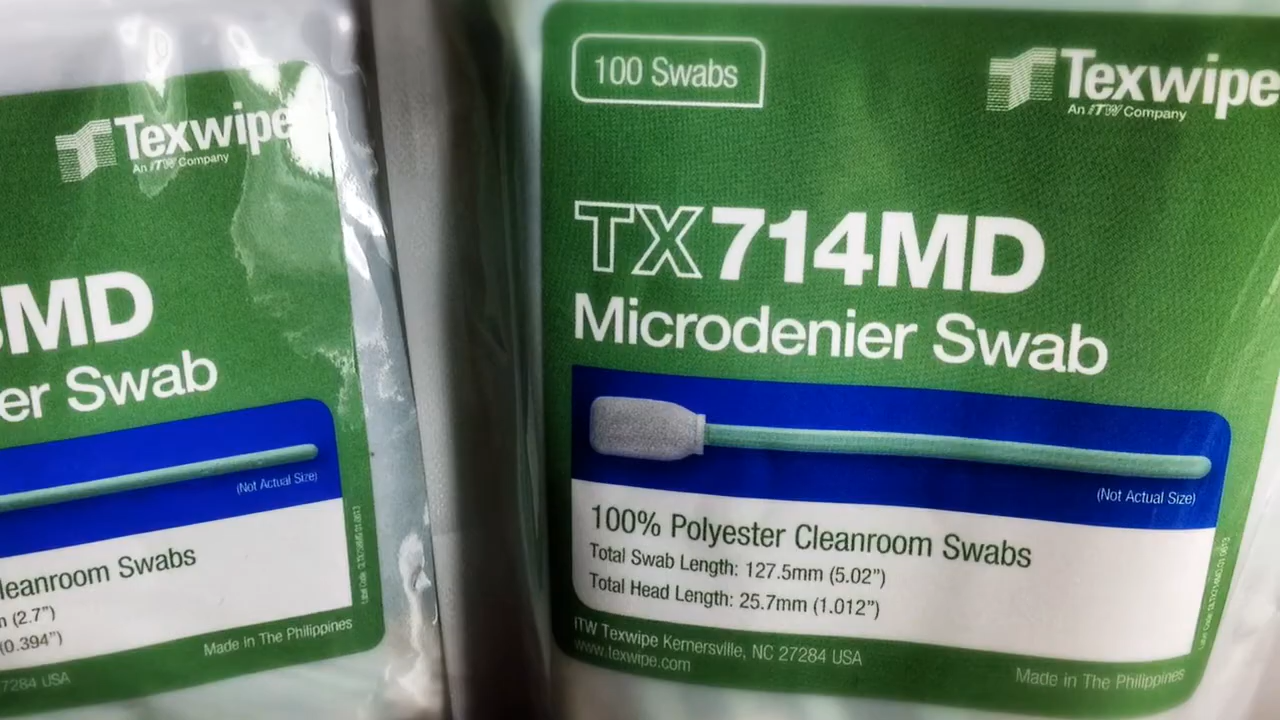 Texwipe
An ITW Company
MD
er Swab
(Not Actual Size)
leanroom Swabs
(2.7")
(0.394")
Made in The Philippines
7284 USA
100 Swabs
Texwipe
An ITW Company
TX714MD
Microdenier Swab
(Not Actual Size)
100% Polyester Cleanroom Swabs
Total Swab Length: 127.5mm (5.02")
Total Head Length: 25.7mm (1.012")
ITW Texwipe Kernersville, NC 27284 USA
www.texwipe.com
Made in The Philippines